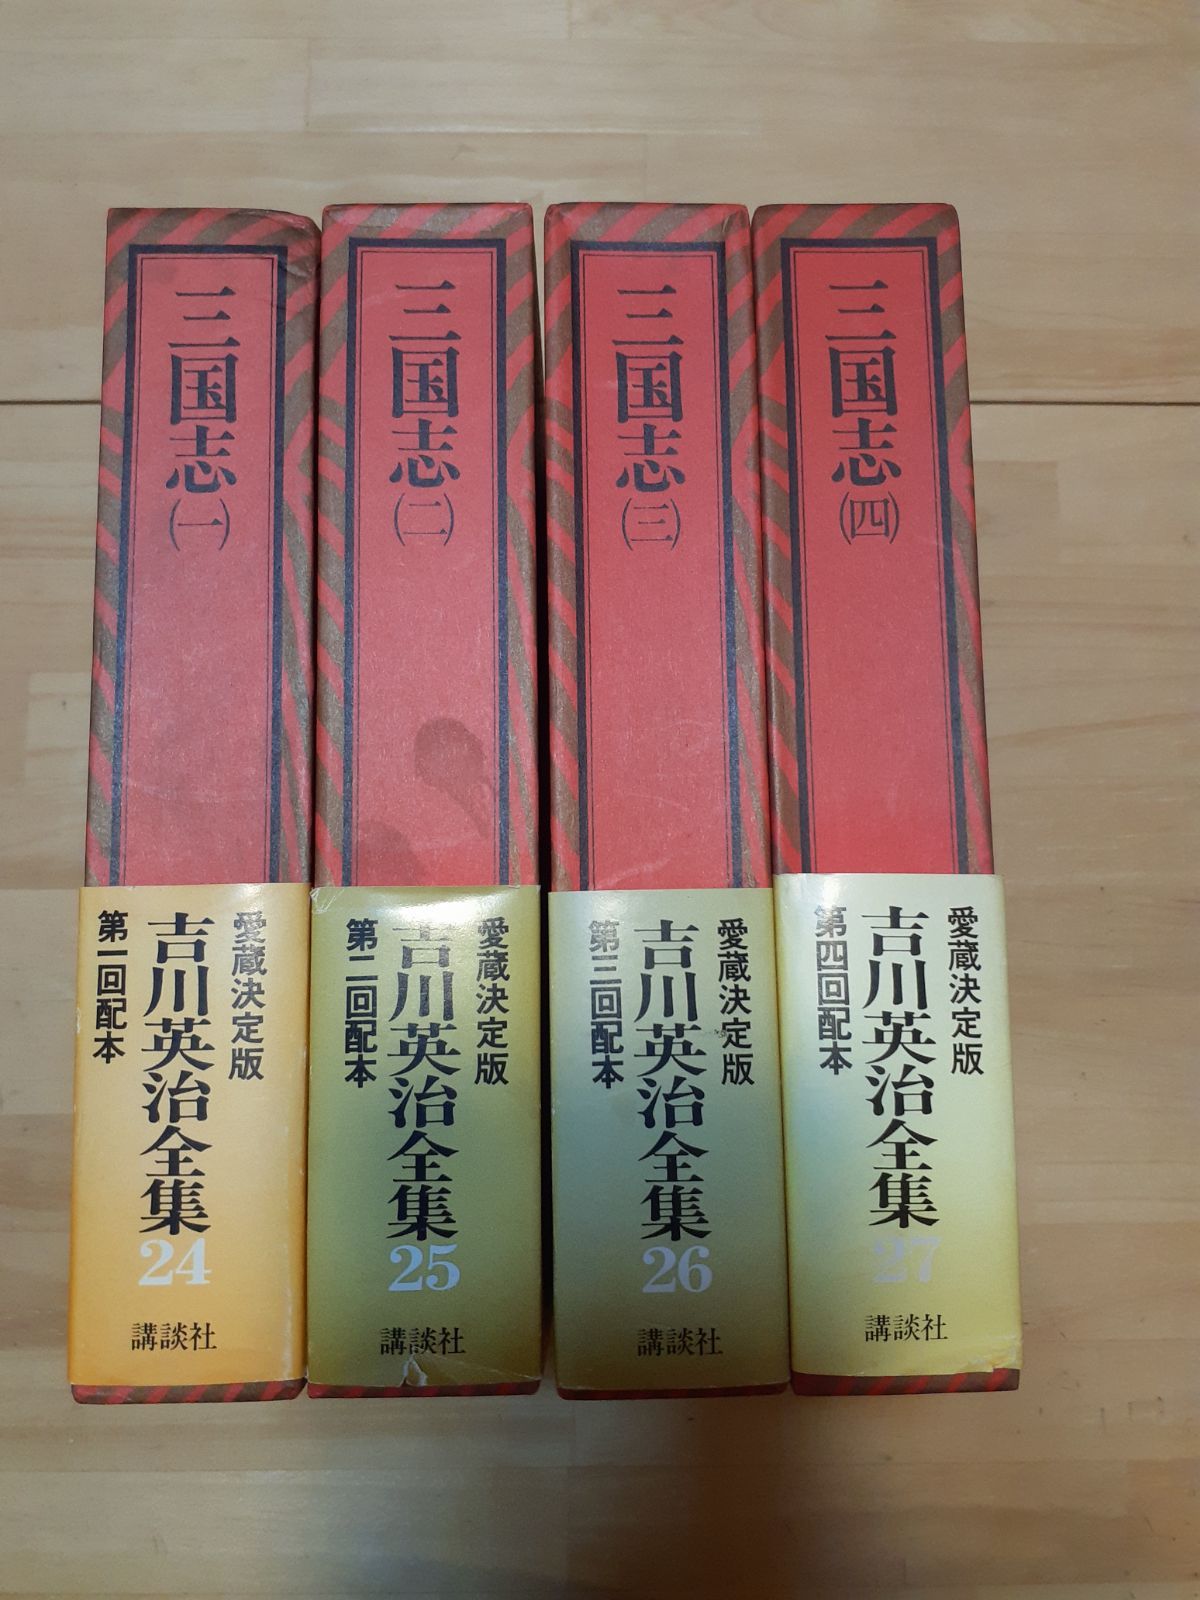 三国志(一)
愛蔵決定版
吉川英治全集 24
第一回配本
講談社
三国志(二)
愛蔵決定版
吉川英治全集 25
第二回配本
講談社
三国志(三)
愛蔵決定版
吉川英治全集 26
第三回配本
講談社
三国志(四)
愛蔵決定版
吉川英治全集 27
第四回配本
講談社